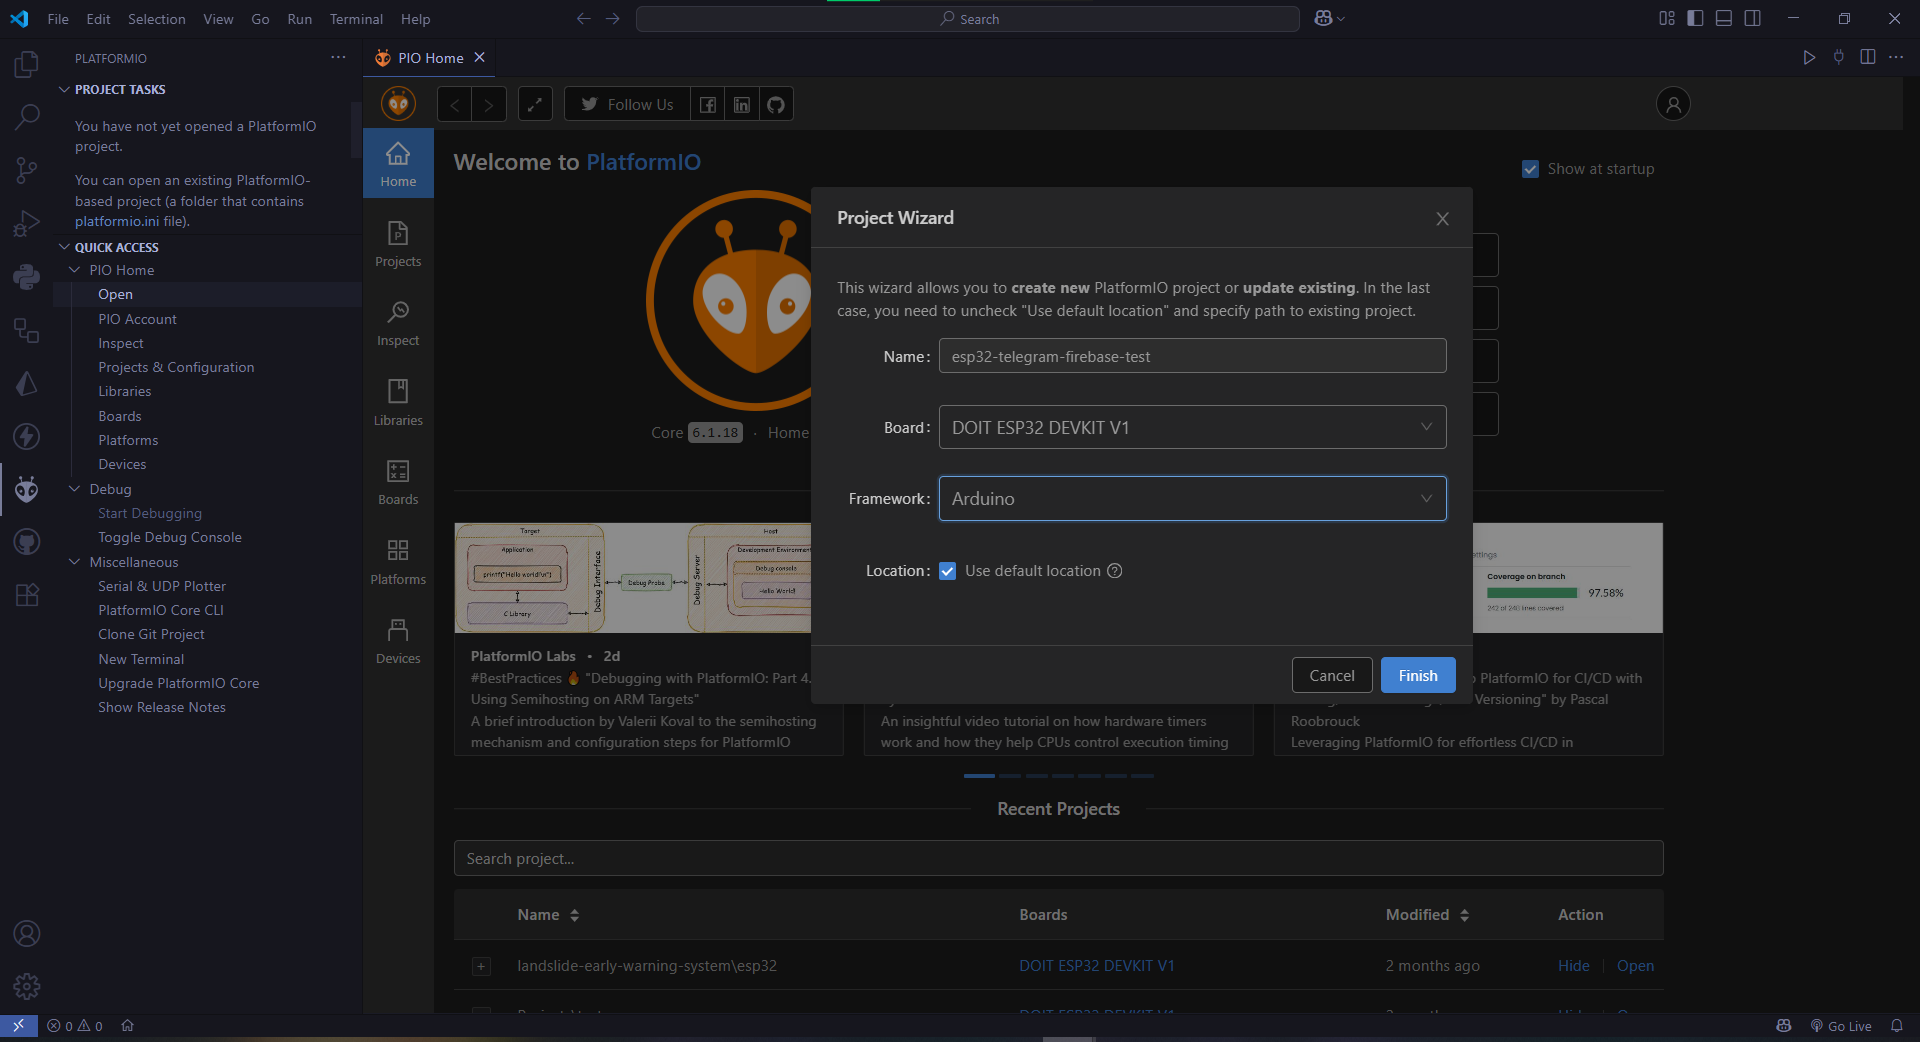 File Edit Selection View Go Run Terminal Help
Search
PLATFORMIO
PIO Home
PROJECT TASKS
You have not yet opened a PlatformIO
project.
You can open an existing PlatformIO-
based project (a folder that contains
platformio.ini file).
QUICK ACCESS
PIO Home
Open
PIO Account
Inspect
Projects & Configuration
Libraries
Boards
Platforms
Devices
Debug
Start Debugging
Toggle Debug Console
Miscellaneous
Serial & UDP Plotter
PlatformIO Core CLI
Clone Git Project
New Terminal
Upgrade PlatformIO Core
Show Release Notes
Follow Us
Home
Projects
Inspect
Libraries
Boards
Platforms
Devices
Welcome to PlatformIO
Show at startup
Core 6.1.18 · Home
Project Wizard
This wizard allows you to create new PlatformIO project or update existing. In the last
case, you need to uncheck "Use default location" and specify path to existing project.
Name: esp32-telegram-firebase-test
Board: DOIT ESP32 DEVKIT V1
Framework: Arduino
Location: Use default location
Cancel Finish
Target
Application
printf("Hello world!\n")
C Library
Debug Interface
Debug Probe
Debug Server
Host
Development Environment
Debug console
Hello World!
ettings
Coverage on branch
97.58%
242 of 248 lines covered
PlatformIO Labs • 2d
#BestPractices 🔥 "Debugging with PlatformIO: Part 4.
Using Semihosting on ARM Targets"
A brief introduction by Valerii Koval to the semihosting
mechanism and configuration steps for PlatformIO
An insightful video tutorial on how hardware timers
work and how they help CPUs control execution timing
PlatformIO for CI/CD with
Versioning" by Pascal
Roobrouck
Leveraging PlatformIO for effortless CI/CD in
Recent Projects
Search project...
Name Boards Modified Action
landslide-early-warning-system\esp32 DOIT ESP32 DEVKIT V1 2 months ago Hide Open
0 0
Go Live